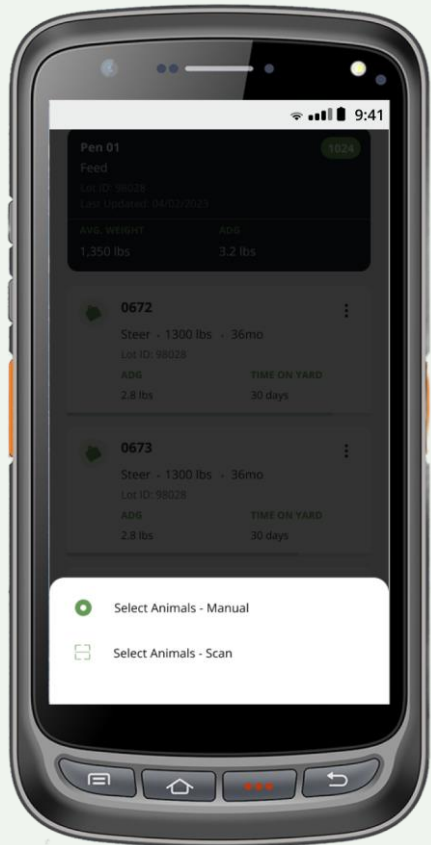 9:41
Pen 01 1024
Feed
Lot ID: 98028
Last Updated: 04/02/2023
AVG. WEIGHT ADG
1,350 lbs 3.2 lbs
0672
Steer - 1300 lbs - 36mo
Lot ID: 98028
ADG TIME ON YARD
2.8 lbs 30 days
0673
Steer - 1300 lbs - 36mo
Lot ID: 98028
ADG TIME ON YARD
2.8 lbs 30 days
Select Animals - Manual
Select Animals - Scan